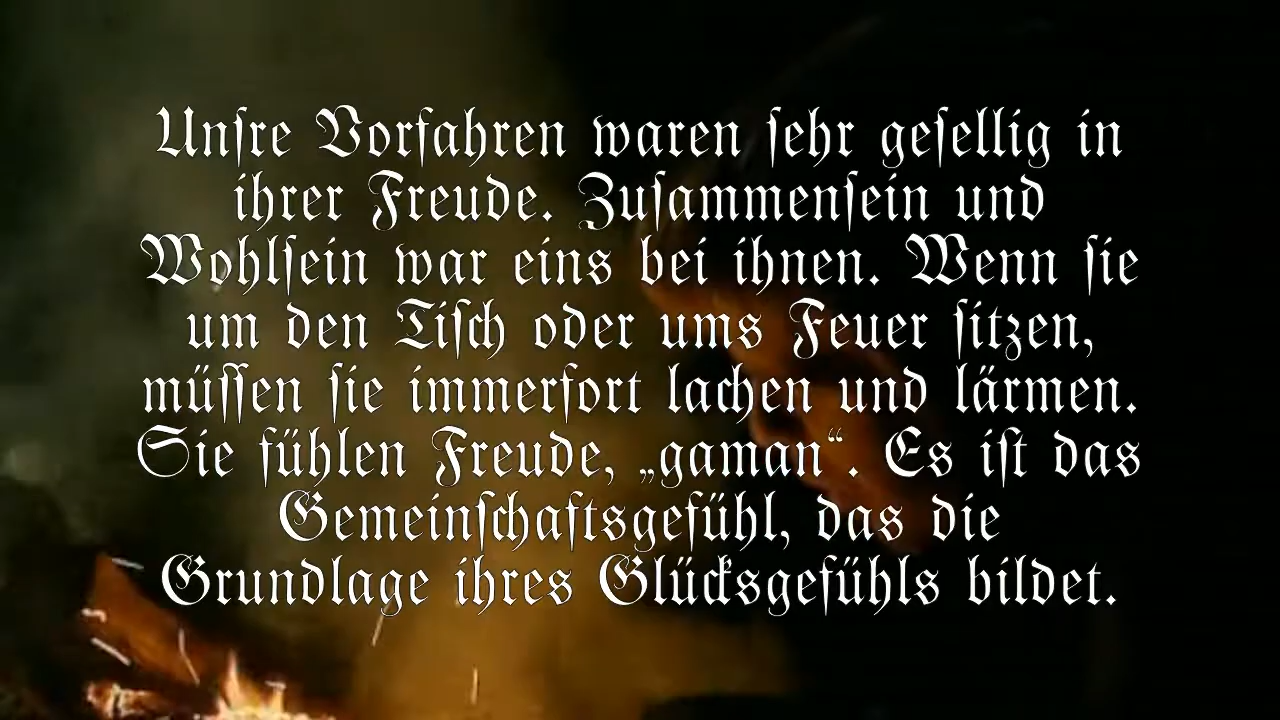 Unſre Vorfahren waren ſehr geſellig in
ihrer Freude. Zuſammenſein und
Wohlſein war eins bei ihnen. Wenn ſie
um den Tiſch oder ums Feuer ſitzen,
müſſen ſie immerfort lachen und lärmen.
Sie fühlen Freude, „gaman“. Es iſt das
Gemeinſchaftsgefühl, das die
Grundlage ihres Glücksgefühls bildet.